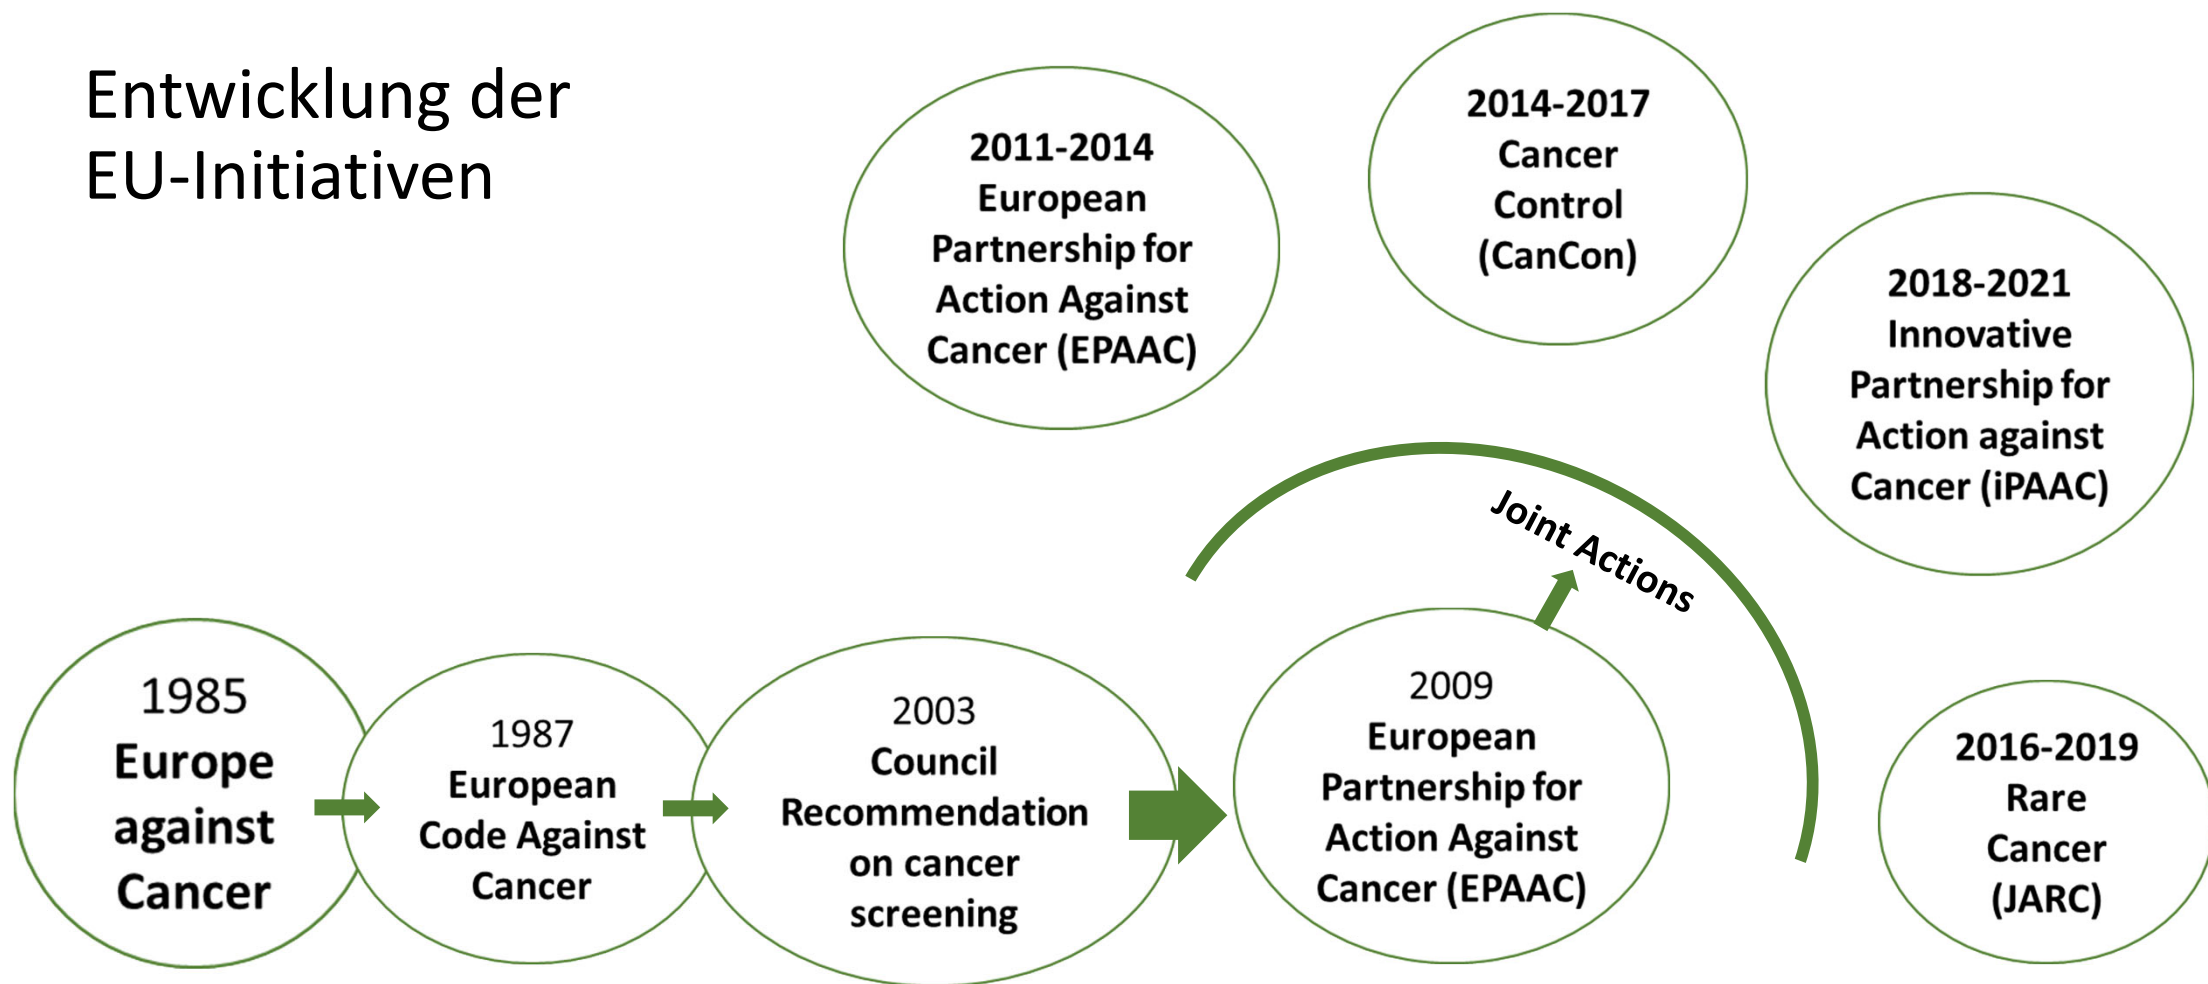 Entwicklung der
EU-Initiativen
2011-2014
European
Partnership for
Action Against
Cancer (EPAAC)
2014-2017
Cancer
Control
(CanCon)
2018-2021
Innovative
Partnership for
Action against
Cancer (iPAAC)
Joint Actions
1985
Europe
against
Cancer
1987
European
Code Against
Cancer
2003
Council
Recommendation
on cancer
screening
2009
European
Partnership for
Action Against
Cancer (EPAAC)
2016-2019
Rare
Cancer
(JARC)